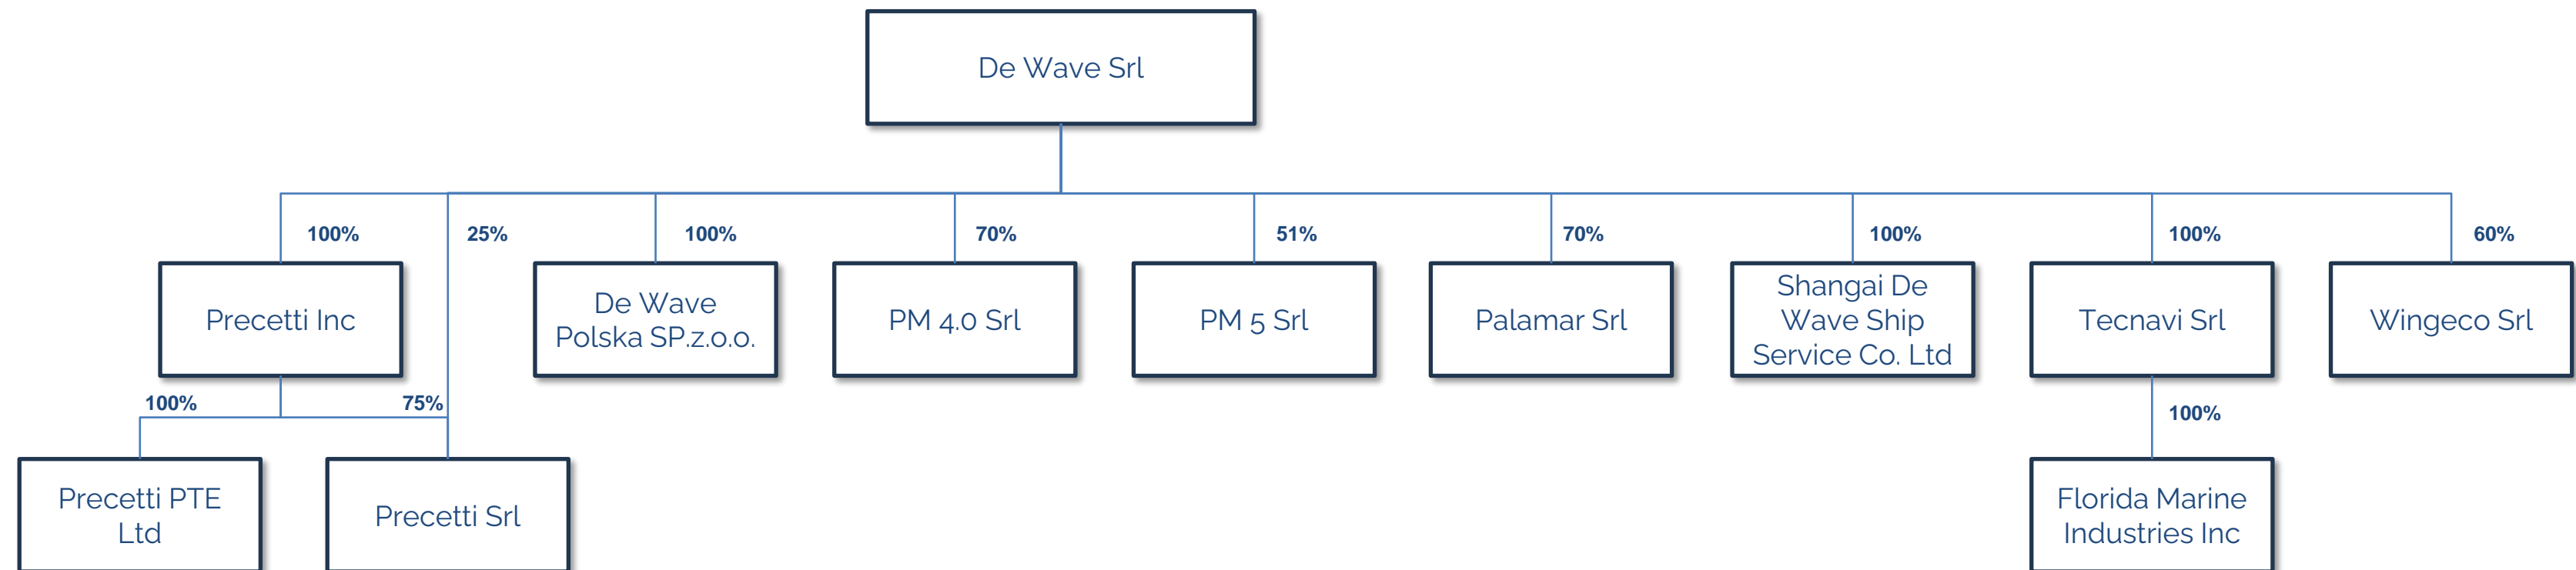 De Wave Srl
100%
25%
100%
70%
51%
70%
100%
100%
60%
Precetti Inc
De Wave
Polska SP.z.o.o.
PM 4.0 Srl
PM 5 Srl
Palamar Srl
Shangai De
Wave Ship
Service Co. Ltd
Tecnavi Srl
Wingeco Srl
100%
75%
100%
Precetti PTE
Ltd
Precetti Srl
Florida Marine
Industries Inc